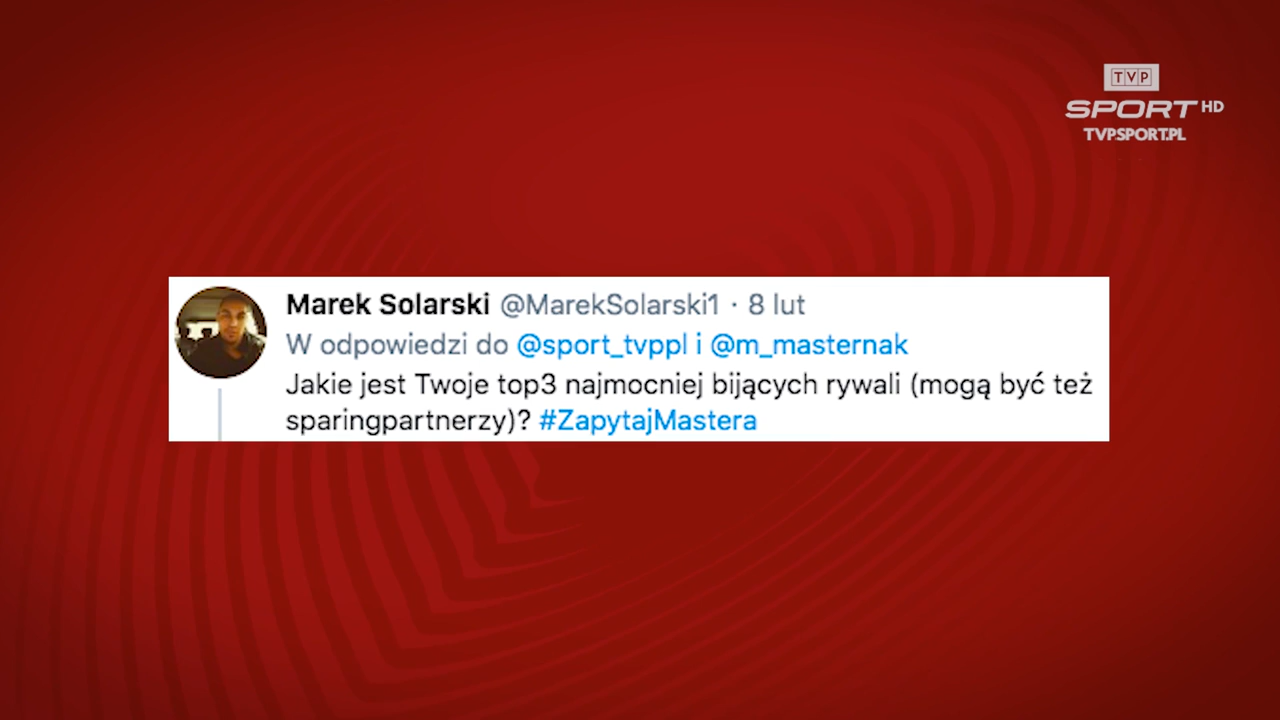 TVP
SPORT HD
TVPSPORT.PL
Marek Solarski @MarekSolarski1 · 8 lut
W odpowiedzi do @sport_tvppl i @m_masternak
Jakie jest Twoje top3 najmocniej bijących rywali (mogą być też
sparingpartnerzy)? #ZapytajMastera